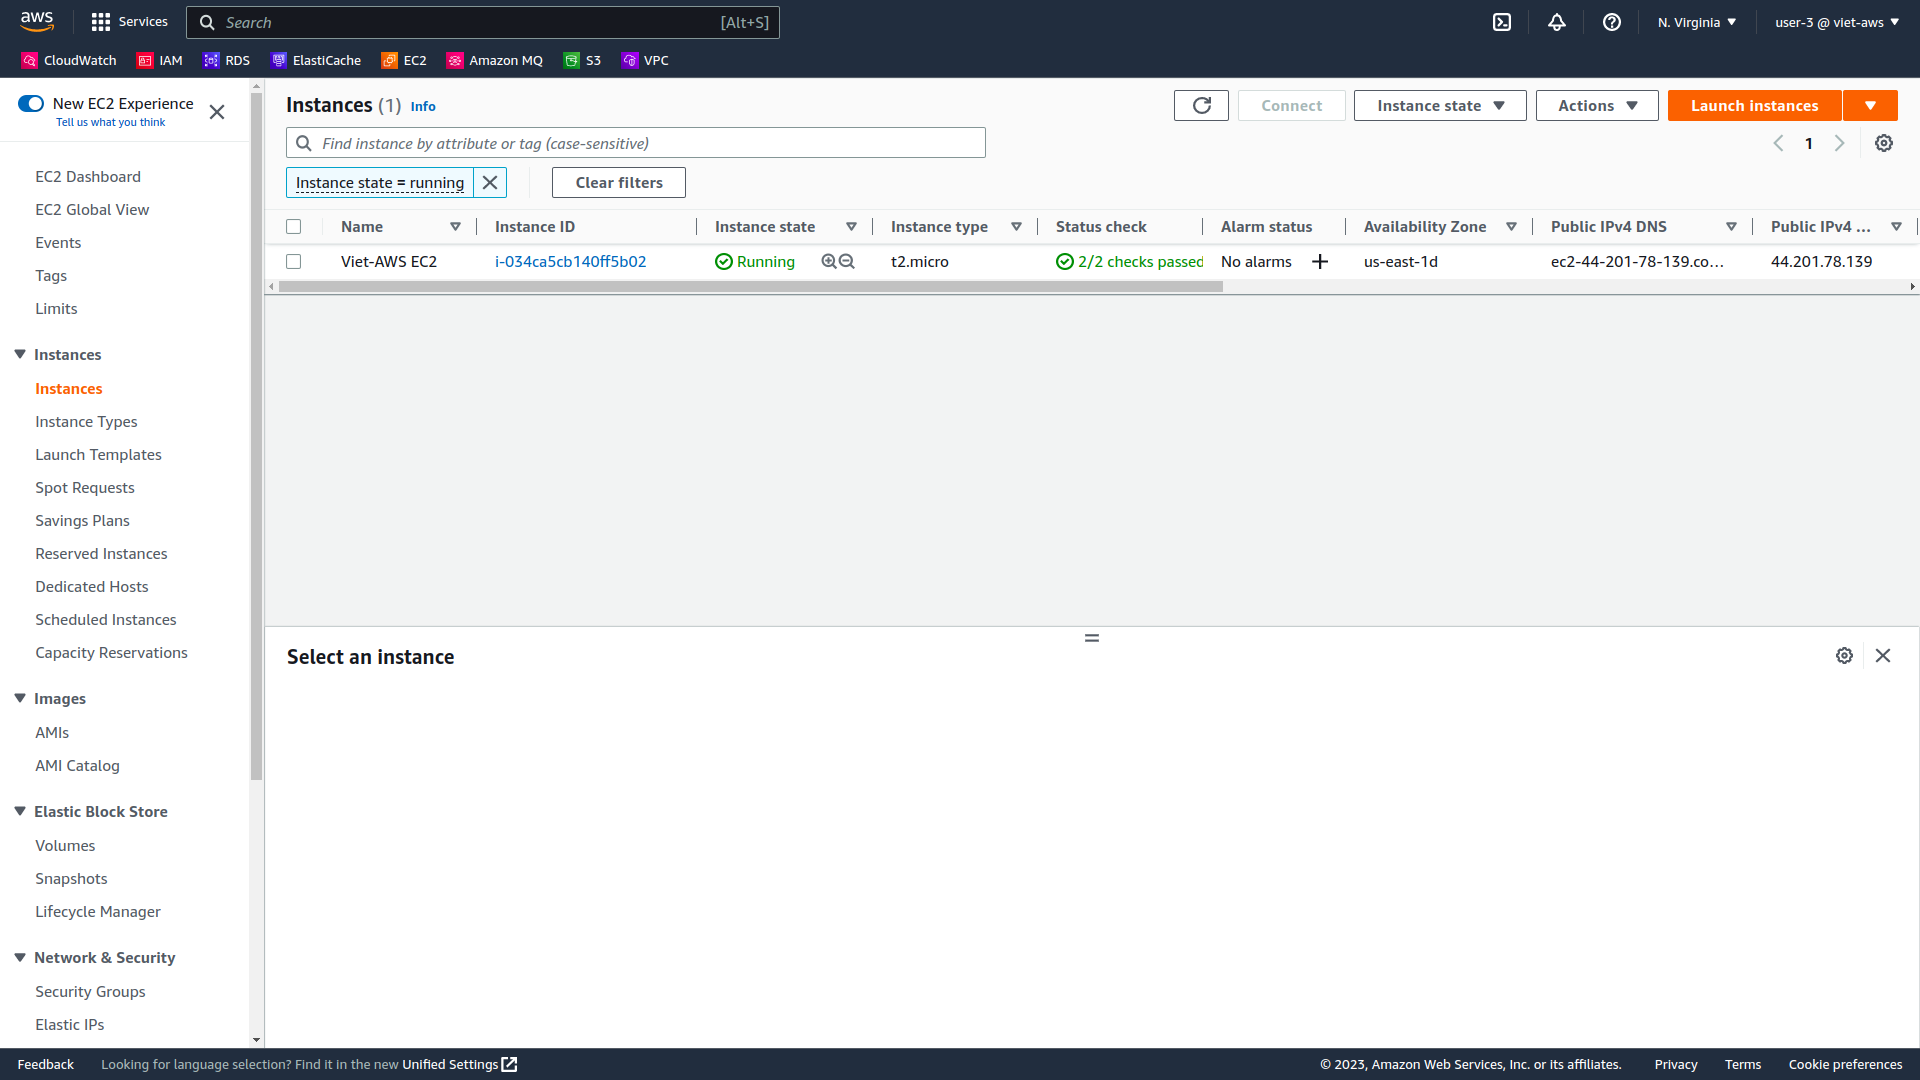 aws
Services
Search
[Alt+S]
N. Virginia
user-3 @ viet-aws
CloudWatch
IAM
RDS
ElastiCache
EC2
Amazon MQ
S3
VPC
New EC2 Experience
Tell us what you think
EC2 Dashboard
EC2 Global View
Events
Tags
Limits
Instances
Instances
Instance Types
Launch Templates
Spot Requests
Savings Plans
Reserved Instances
Dedicated Hosts
Scheduled Instances
Capacity Reservations
Images
AMIs
AMI Catalog
Elastic Block Store
Volumes
Snapshots
Lifecycle Manager
Network & Security
Security Groups
Elastic IPs
Instances (1) Info
Connect
Instance state
Actions
Launch instances
Find instance by attribute or tag (case-sensitive)
1
Instance state = running
Clear filters
Name Instance ID Instance state Instance type Status check Alarm status Availability Zone Public IPv4 DNS Public IPv4 ...
Viet-AWS EC2 i-034ca5cb140ff5b02 Running t2.micro 2/2 checks passed No alarms us-east-1d ec2-44-201-78-139.co... 44.201.78.139
Select an instance
Feedback
Looking for language selection? Find it in the new Unified Settings
© 2023, Amazon Web Services, Inc. or its affiliates.
Privacy
Terms
Cookie preferences